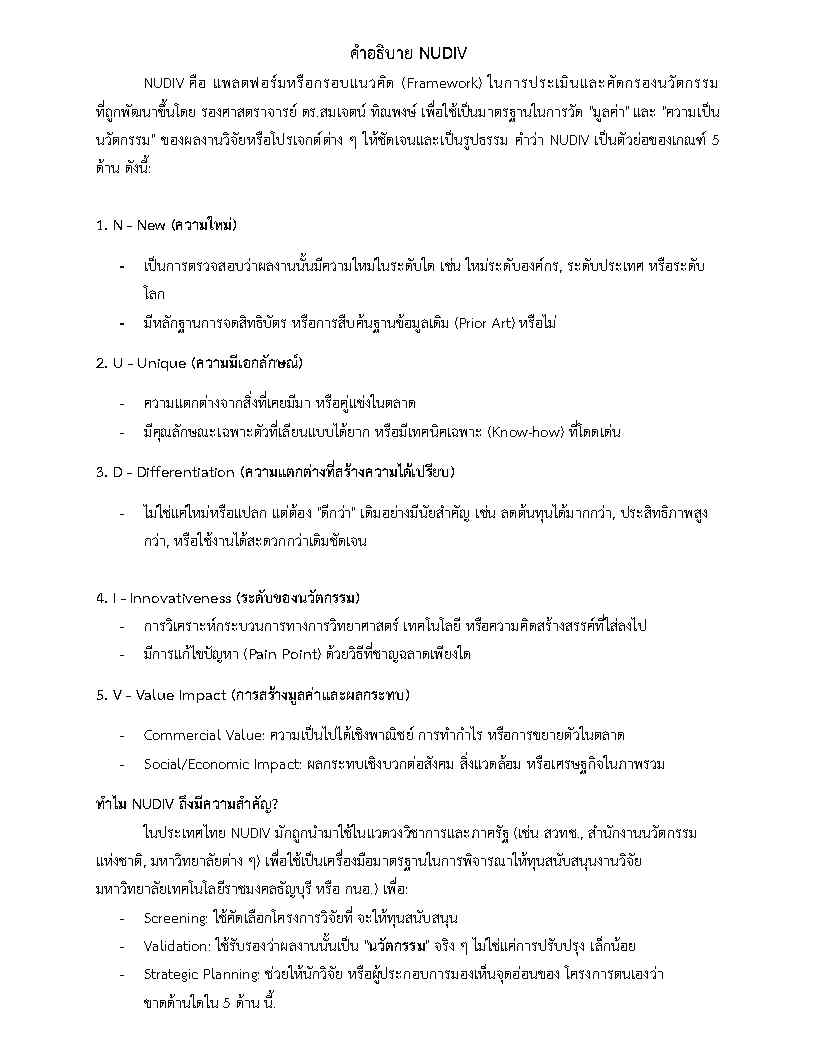 คำอธิบาย NUDIV
NUDIV คือ แพลตฟอร์มหรือกรอบแนวคิด (Framework) ในการประเมินและคัดกรองนวัตกรรม
ที่ถูกพัฒนาขึ้นโดย รองศาสตราจารย์ ดร.สมเจตน์ ทิณพงษ์ เพื่อใช้เป็นมาตรฐานในการวัด "มูลค่า" และ "ความเป็น
นวัตกรรม" ของผลงานวิจัยหรือโปรเจกต์ต่าง ๆ ให้ชัดเจนและเป็นรูปธรรม คำว่า NUDIV เป็นตัวย่อของเกณฑ์ 5
ด้าน ดังนี้:
1. N - New (ความใหม่)
- เป็นการตรวจสอบว่าผลงานนั้นมีความใหม่ในระดับใด เช่น ใหม่ระดับองค์กร, ระดับประเทศ หรือระดับ
โลก
- มีหลักฐานการจดสิทธิบัตร หรือการสืบค้นฐานข้อมูลเดิม (Prior Art) หรือไม่
2. U - Unique (ความมีเอกลักษณ์)
- ความแตกต่างจากสิ่งที่เคยมีมา หรือคู่แข่งในตลาด
- มีคุณลักษณะเฉพาะตัวที่เลียนแบบได้ยาก หรือมีเทคนิคเฉพาะ (Know-how) ที่โดดเด่น
3. D - Differentiation (ความแตกต่างที่สร้างความได้เปรียบ)
- ไม่ใช่แค่ใหม่หรือแปลก แต่ต้อง "ดีกว่า" เดิมอย่างมีนัยสำคัญ เช่น ลดต้นทุนได้มากกว่า, ประสิทธิภาพสูง
กว่า, หรือใช้งานได้สะดวกกว่าเดิมชัดเจน
4. I - Innovativeness (ระดับของนวัตกรรม)
- การวิเคราะห์กระบวนการทางการวิทยาศาสตร์ เทคโนโลยี หรือความคิดสร้างสรรค์ที่ใส่ลงไป
- มีการแก้ไขปัญหา (Pain Point) ด้วยวิธีที่ชาญฉลาดเพียงใด
5. V - Value Impact (การสร้างมูลค่าและผลกระทบ)
- Commercial Value: ความเป็นไปได้เชิงพาณิชย์ การทำกำไร หรือการขยายตัวในตลาด
- Social/Economic Impact: ผลกระทบเชิงบวกต่อสังคม สิ่งแวดล้อม หรือเศรษฐกิจในภาพรวม
ทำไม NUDIV ถึงมีความสำคัญ?
ในประเทศไทย NUDIV มักถูกนำมาใช้ในแวดวงวิชาการและภาครัฐ (เช่น สวทช., สำนักงานนวัตกรรม
แห่งชาติ, มหาวิทยาลัยต่าง ๆ) เพื่อใช้เป็นเครื่องมือมาตรฐานในการพิจารณาให้ทุนสนับสนุนงานวิจัย
มหาวิทยาลัยเทคโนโลยีราชมงคลธัญบุรี หรือ กนอ.) เพื่อ:
- Screening: ใช้คัดเลือกโครงการวิจัยที่ จะให้ทุนสนับสนุน
- Validation: ใช้รับรองว่าผลงานนั้นเป็น "นวัตกรรม" จริง ๆ ไม่ใช่แค่การปรับปรุง เล็กน้อย
- Strategic Planning: ช่วยให้นักวิจัย หรือผู้ประกอบการมองเห็นจุดอ่อนของ โครงการตนเองว่า
ขาดด้านใดใน 5 ด้าน นี้.